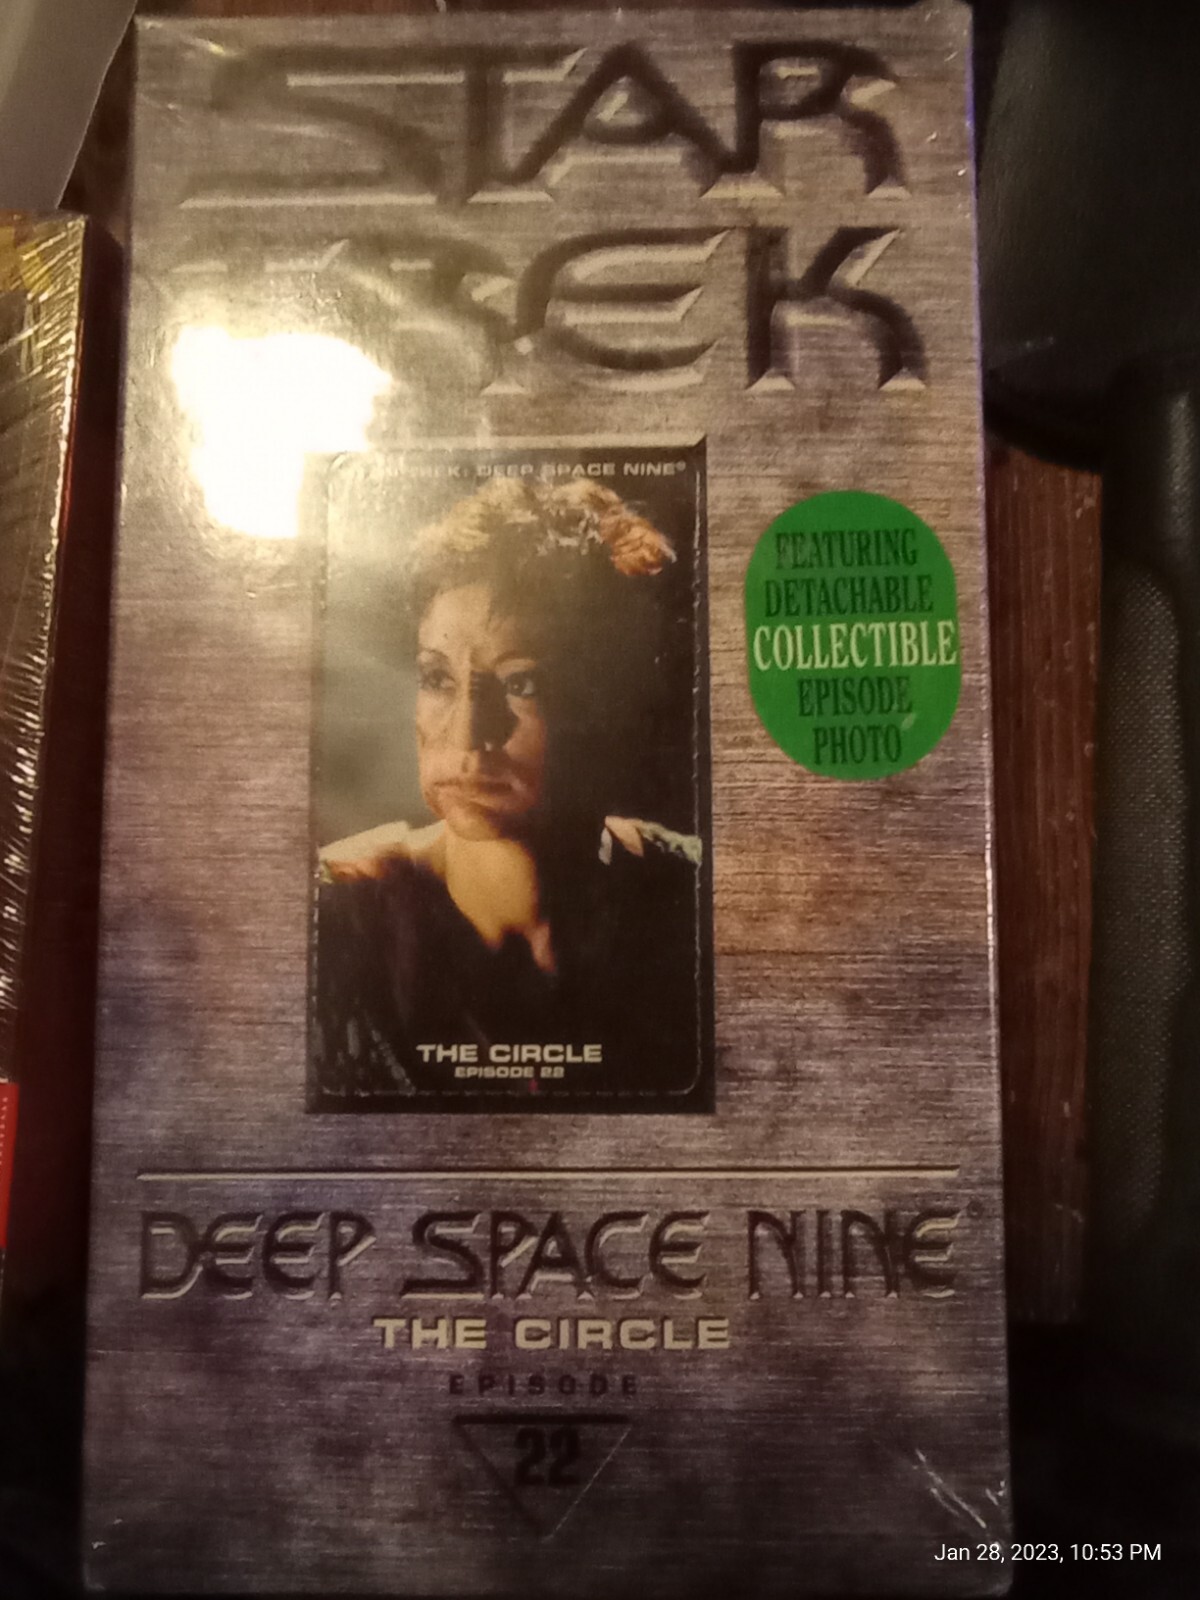 STAR
TREK
TREK: DEEP SPACE NINE®
FEATURING
DETACHABLE
COLLECTIBLE
EPISODE
PHOTO
THE CIRCLE
EPISODE 22
DEEP SPACE NINE®
THE CIRCLE
EPISODE
22
Jan 28, 2023, 10:53 PM